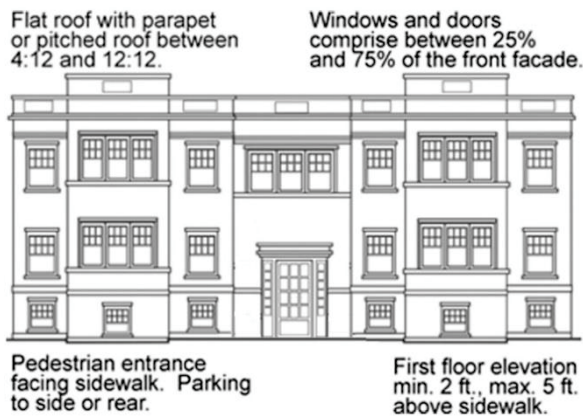 Flat roof with parapet
or pitched roof between
4:12 and 12:12.
Windows and doors
comprise between 25%
and 75% of the front facade.
Pedestrian entrance
facing sidewalk. Parking
to side or rear.
First floor elevation
min. 2 ft., max. 5 ft.
above sidewalk.